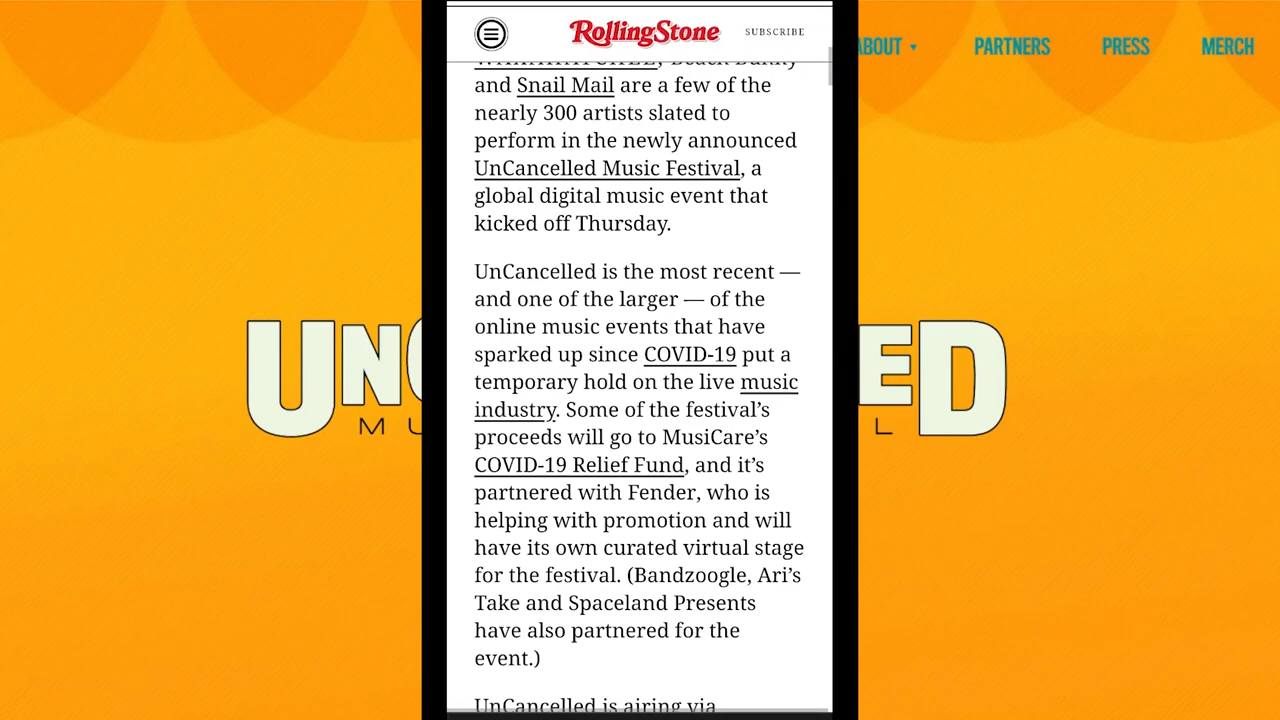 RollingStone
SUBSCRIBE
ABOUT
PARTNERS
PRESS
MERCH
and Snail Mail are a few of the
nearly 300 artists slated to
perform in the newly announced
UnCancelled Music Festival, a
global digital music event that
kicked off Thursday.
UnCancelled is the most recent —
and one of the larger — of the
online music events that have
sparked up since COVID-19 put a
temporary hold on the live music
industry. Some of the festival’s
proceeds will go to MusiCare’s
COVID-19 Relief Fund, and it’s
partnered with Fender, who is
helping with promotion and will
have its own curated virtual stage
for the festival. (Bandzoogle, Ari’s
Take and Spaceland Presents
have also partnered for the
event.)
UnCancelled is airing via
UNC ED
MU L